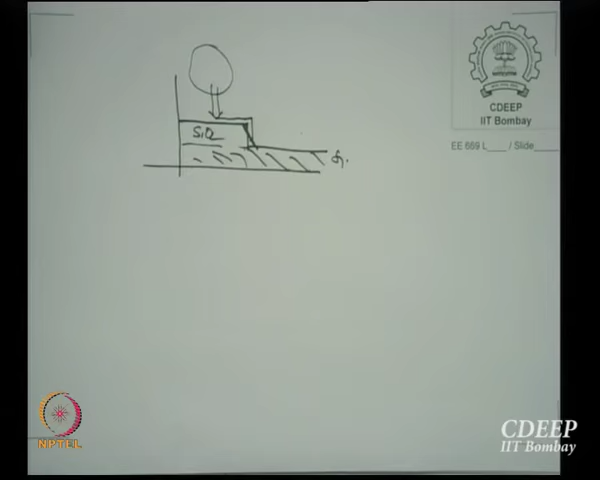 CDEEP
IIT Bombay
EE 669 L____ / Slide____
SiO2
NPTEL
CDEEP
IIT Bombay